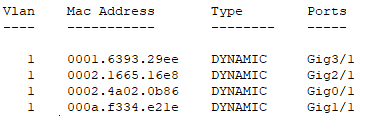 Vlan    Mac Address       Type        Ports
----    -----------       --------    -----
   1    0001.6393.29ee    DYNAMIC     Gig3/1
   1    0002.1665.16e8    DYNAMIC     Gig2/1
   1    0002.4a02.0b86    DYNAMIC     Gig0/1
   1    000a.f334.e21e    DYNAMIC     Gig1/1